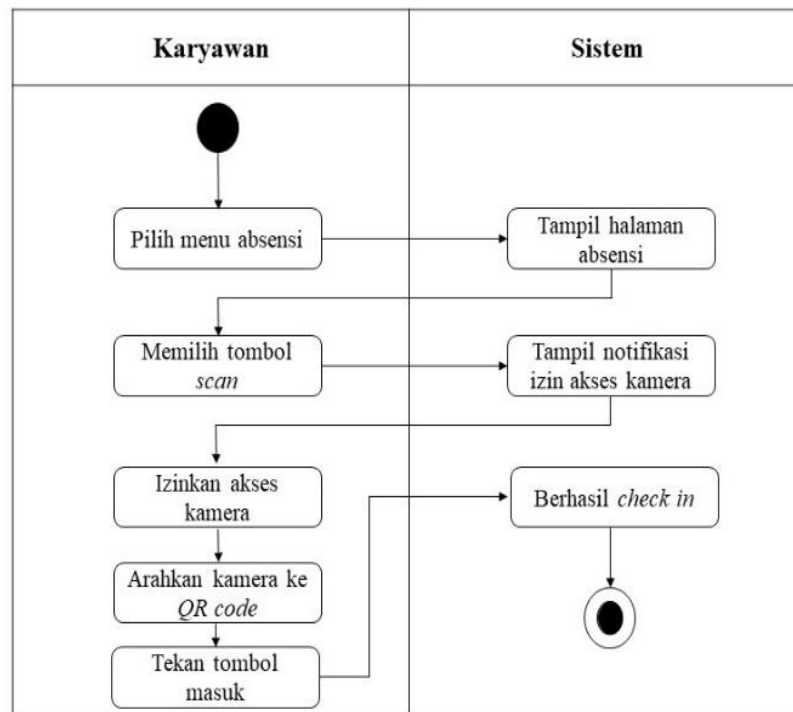 Karyawan
Sistem
Pilih menu absensi
Tampil halaman
absensi
Memilih tombol
scan
Tampil notifikasi
izin akses kamera
Izinkan akses
kamera
Arahkan kamera ke
QR code
Tekan tombol
masuk
Berhasil check in